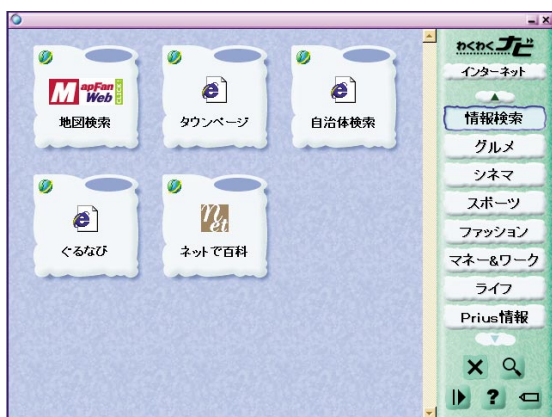 MapFan
Web
CLICK!
地図検索
タウンページ
自治体検索
ぐるなび
net
ネットで百科
わくわくナビ
インターネット
情報検索
グルメ
シネマ
スポーツ
ファッション
マネー&ワーク
ライフ
Prius情報
?